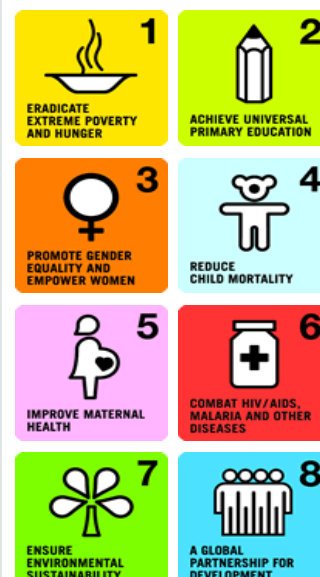 1
ERADICATE
EXTREME POVERTY
AND HUNGER
2
ACHIEVE UNIVERSAL
PRIMARY EDUCATION
3
PROMOTE GENDER
EQUALITY AND
EMPOWER WOMEN
4
REDUCE
CHILD MORTALITY
5
IMPROVE MATERNAL
HEALTH
6
COMBAT HIV/AIDS,
MALARIA AND OTHER
DISEASES
7
ENSURE
ENVIRONMENTAL
SUSTAINABILITY
8
A GLOBAL
PARTNERSHIP FOR
DEVELOPMENT